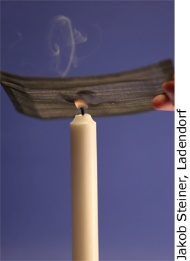 Jakob Steiner, Ladendorf